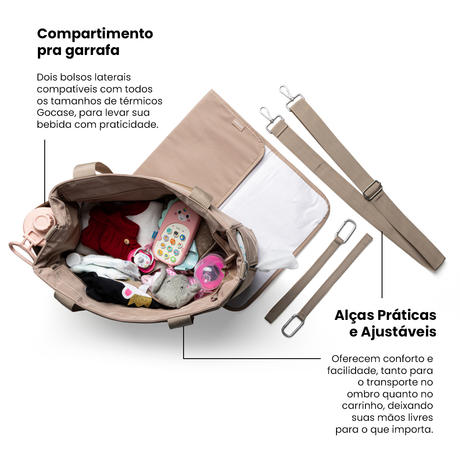 Compartimento
pra garrafa
Dois bolsos laterais
compatíveis com todos
os tamanhos de térmicos
Gocase, para levar sua
bebida com praticidade.
Alças Práticas
e Ajustáveis
Oferecem conforto e
facilidade, tanto para
o transporte no
ombro quanto no
carrinho, deixando
suas mãos livres
para o que importa.